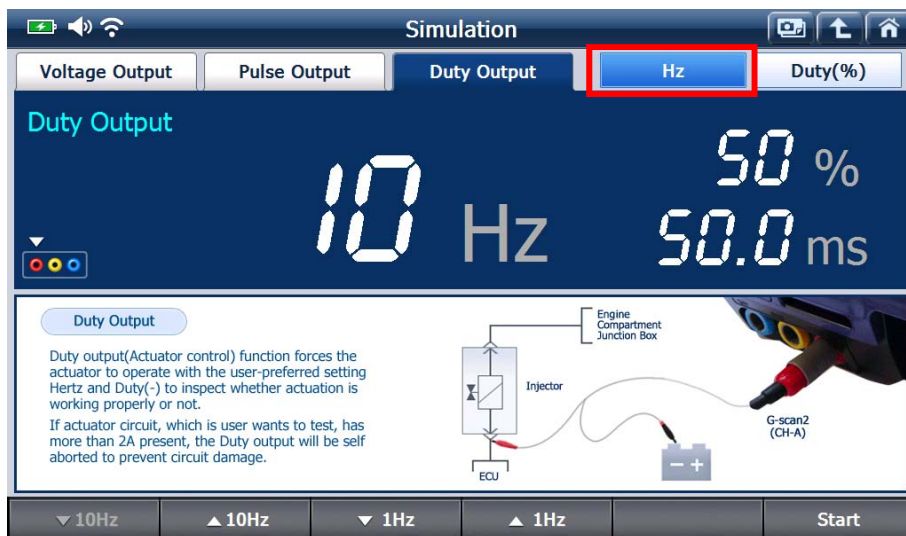 Simulation
Voltage Output
Pulse Output
Duty Output
Hz
Duty(%)
Duty Output
10 Hz
50 %
50.0 ms
Duty Output
Duty output(Actuator control) function forces the
actuator to operate with the user-preferred setting
Hertz and Duty(-) to inspect whether actuation is
working properly or not.
If actuator circuit, which is user wants to test, has
more than 2A present, the Duty output will be self
aborted to prevent circuit damage.
Engine
Compartment
Junction Box
Injector
G-scan2
(CH-A)
ECU
- +
▼10Hz
▲10Hz
▼ 1Hz
▲ 1Hz
Start